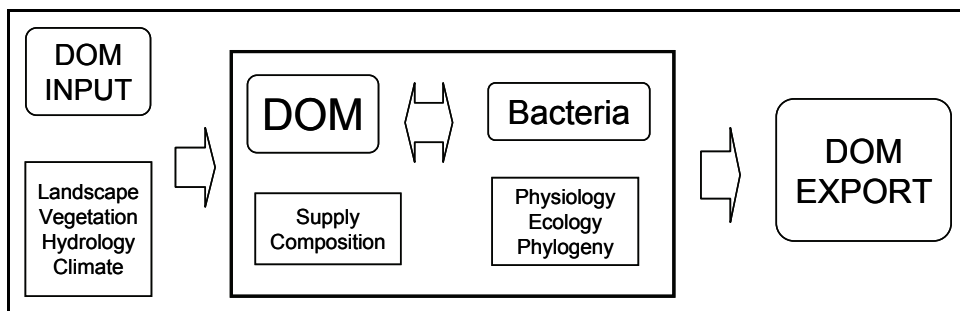 DOM
INPUT
Landscape
Vegetation
Hydrology
Climate
DOM
Supply
Composition
Bacteria
Physiology
Ecology
Phylogeny
DOM
EXPORT